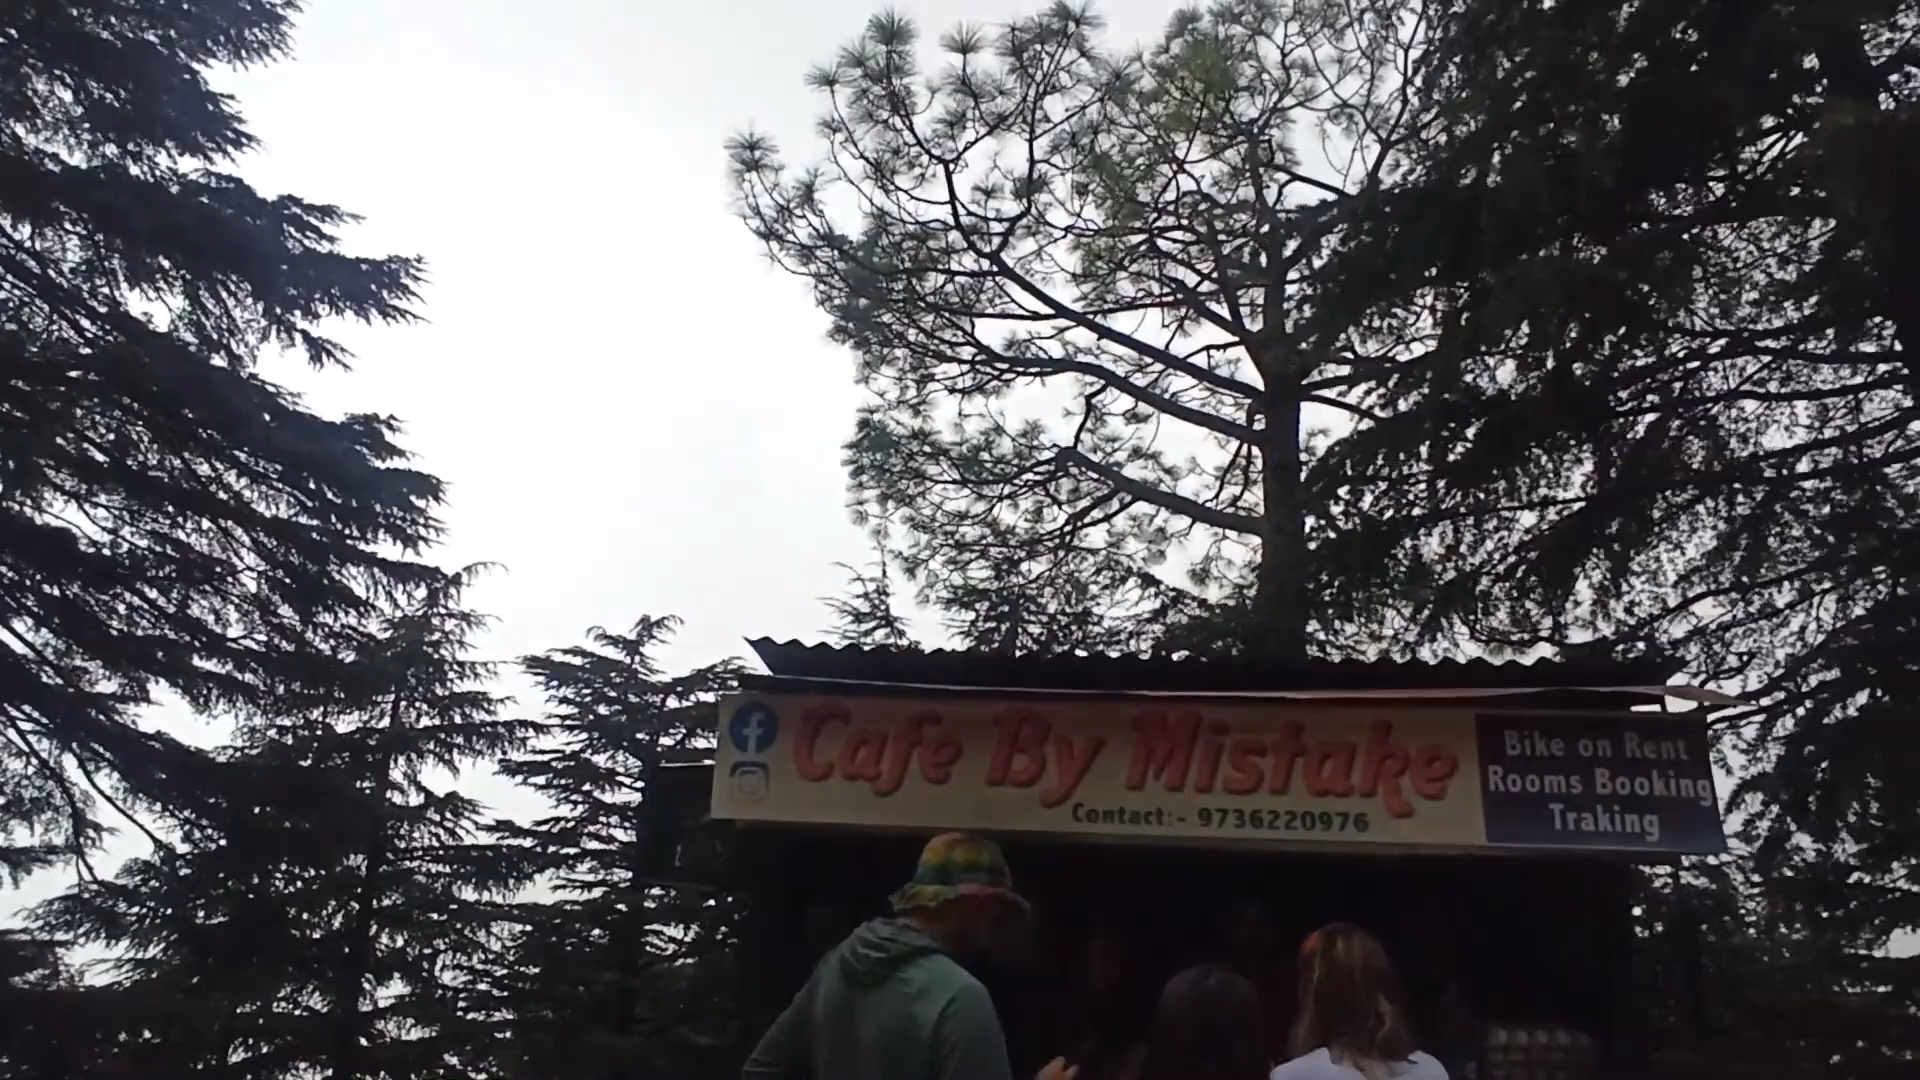 Cafe By Mistake
Contact:- 9736220976
Bike on Rent
Rooms Booking
Traking